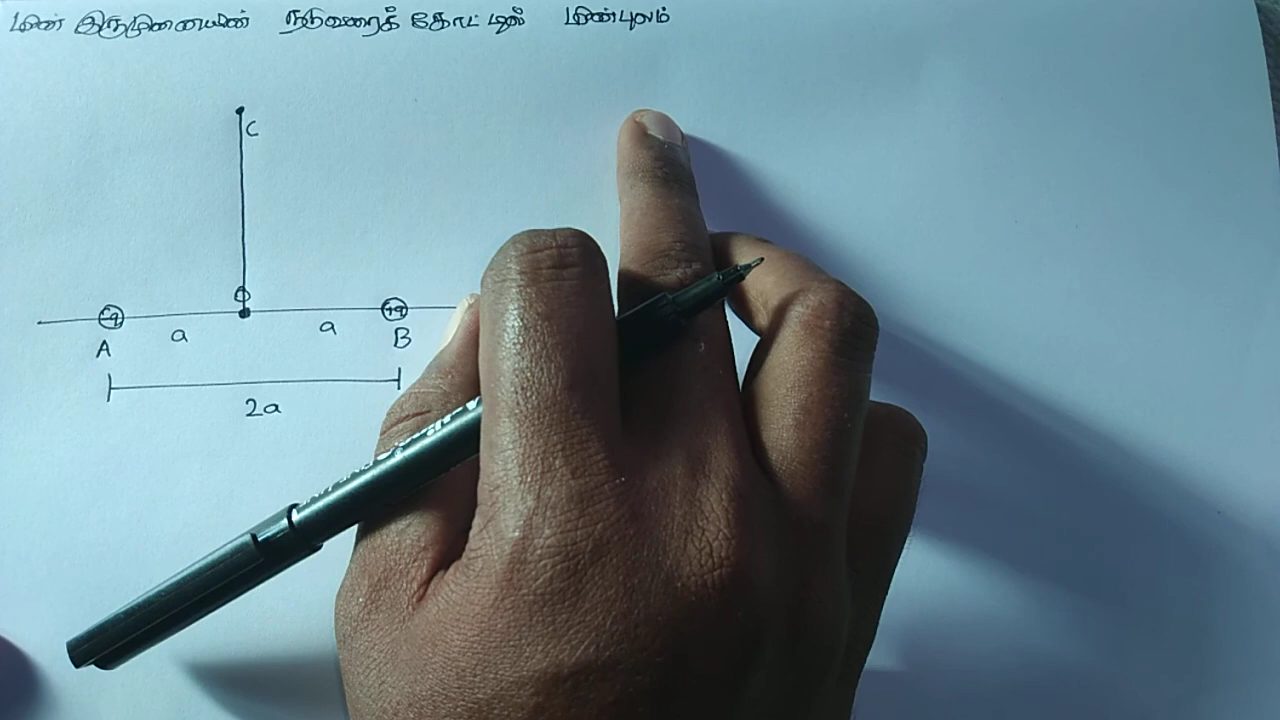 மின் இருமுனையின் நடுவரைக் கோட்டில் மின்புலம்
C
O
-q +q
a a
A B
2a